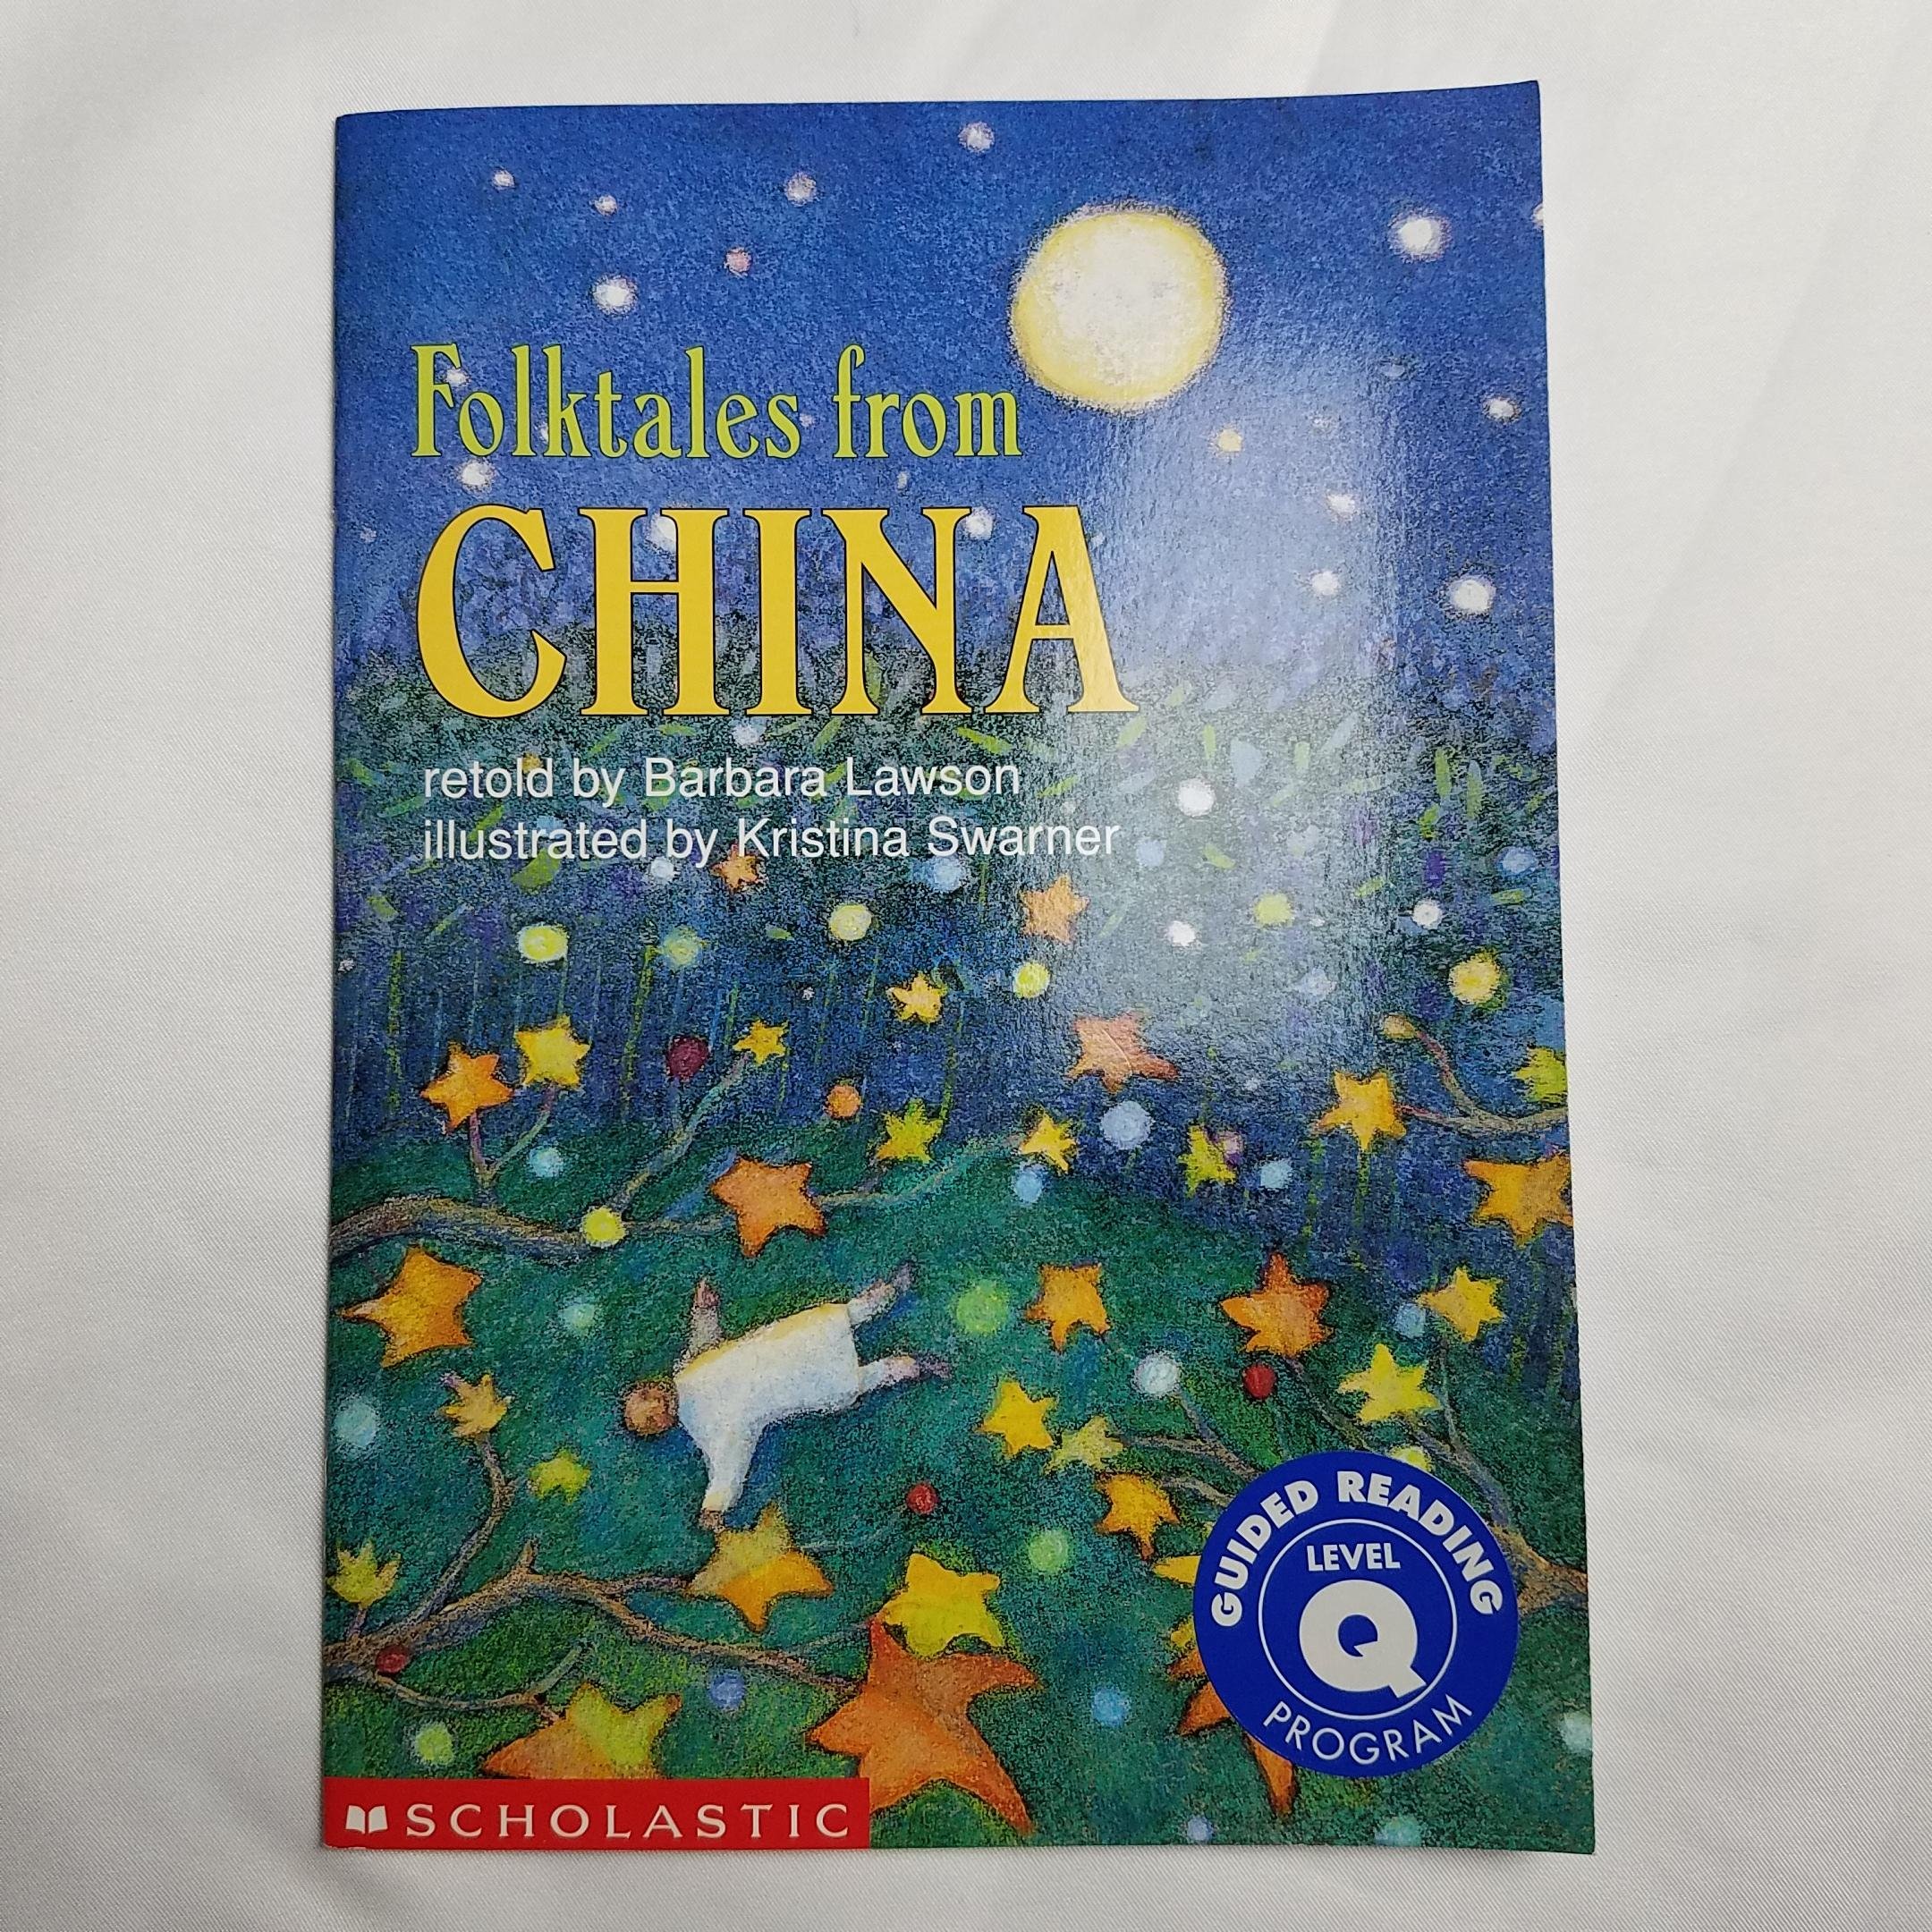 Folktales from
CHINA
retold by Barbara Lawson
illustrated by Kristina Swarner
GUIDED READING
LEVEL
Q
PROGRAM
SCHOLASTIC